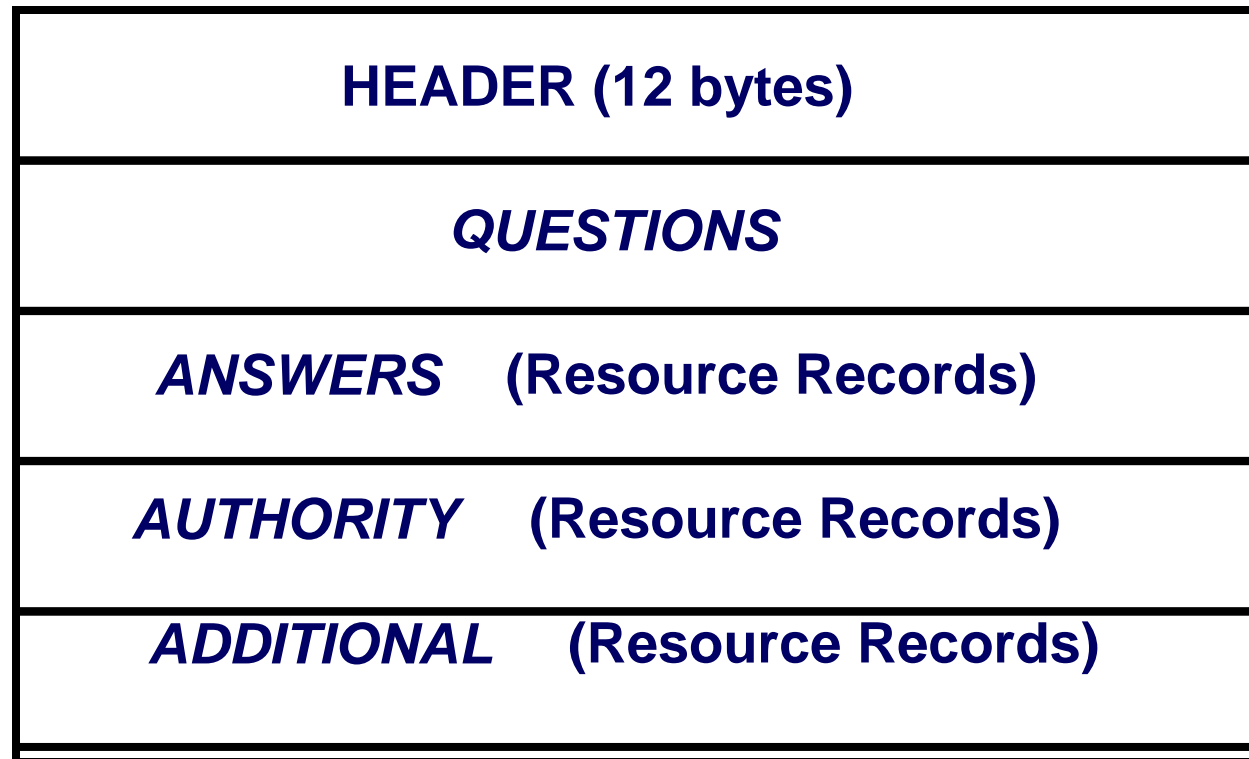 HEADER (12 bytes)
QUESTIONS
ANSWERS (Resource Records)
AUTHORITY (Resource Records)
ADDITIONAL (Resource Records)